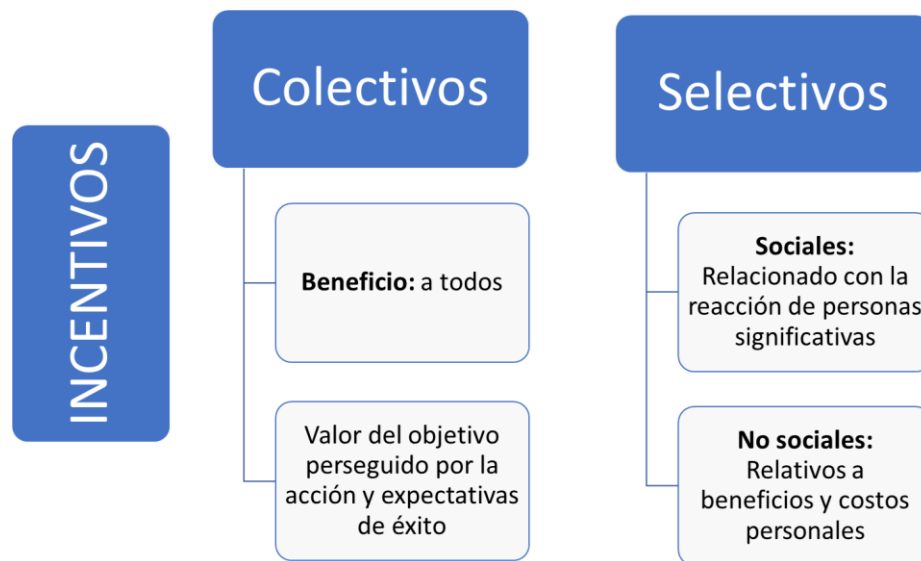 INCENTIVOS
Colectivos
Beneficio: a todos
Valor del objetivo
perseguido por la
acción y expectativas
de éxito
Selectivos
Sociales:
Relacionado con la
reacción de personas
significativas
No sociales:
Relativos a
beneficios y costos
personales